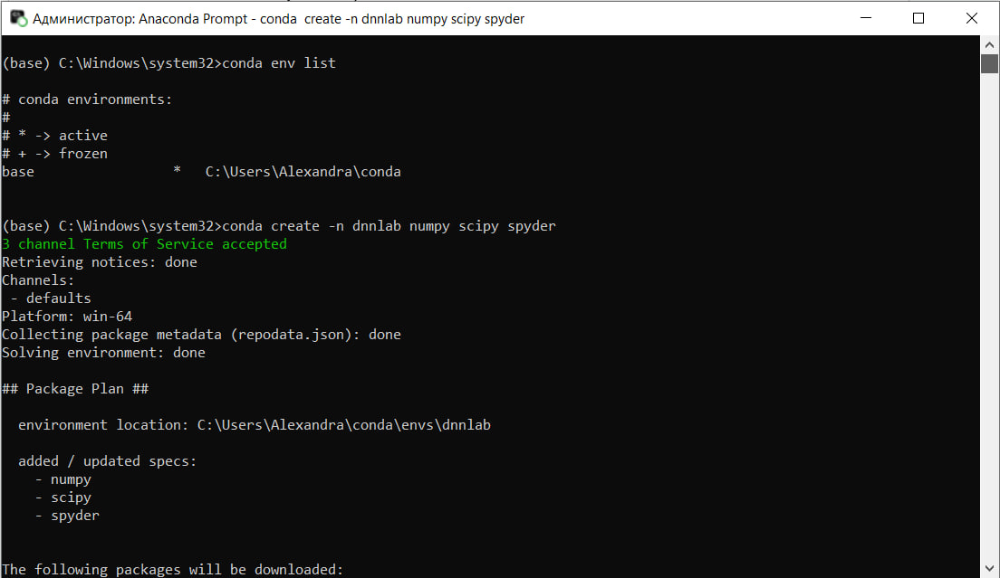 Администратор: Anaconda Prompt - conda  create -n dnnlab numpy scipy spyder
(base) C:\Windows\system32>conda env list
# conda environments:
#
# * -> active
# + -> frozen
base                 *   C:\Users\Alexandra\conda
(base) C:\Windows\system32>conda create -n dnnlab numpy scipy spyder
3 channel Terms of Service accepted
Retrieving notices: done
Channels:
 - defaults
Platform: win-64
Collecting package metadata (repodata.json): done
Solving environment: done
## Package Plan ##
  environment location: C:\Users\Alexandra\conda\envs\dnnlab
  added / updated specs:
    - numpy
    - scipy
    - spyder
The following packages will be downloaded: